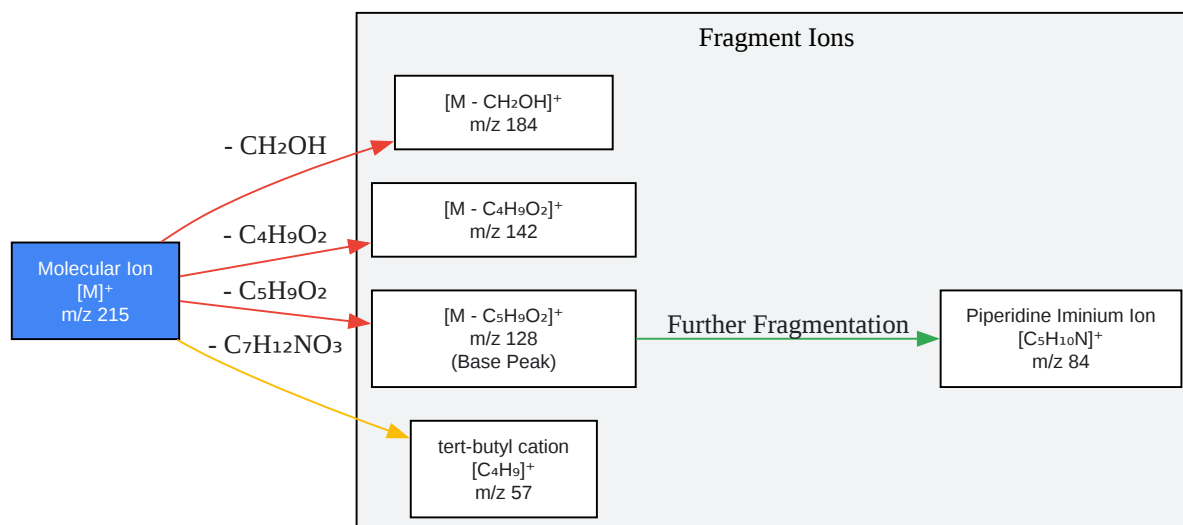 Fragment Ions
[M - CH₂OH]⁺
m/z 184
- CH₂OH
[M - C₄H₉O₂]⁺
m/z 142
- C₄H₉O₂
Molecular Ion
[M]⁺
m/z 215
- C₅H₉O₂
[M - C₅H₉O₂]⁺
m/z 128
(Base Peak)
Further Fragmentation
Piperidine Iminium Ion
[C₅H₁₀N]⁺
m/z 84
- C₇H₁₂NO₃
tert-butyl cation
[C₄H₉]⁺
m/z 57